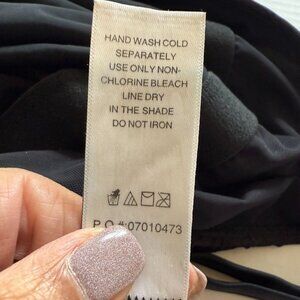 HAND WASH COLD
SEPARATELY
USE ONLY NON-
CHLORINE BLEACH
LINE DRY
IN THE SHADE
DO NOT IRON
P.O.#:07010473